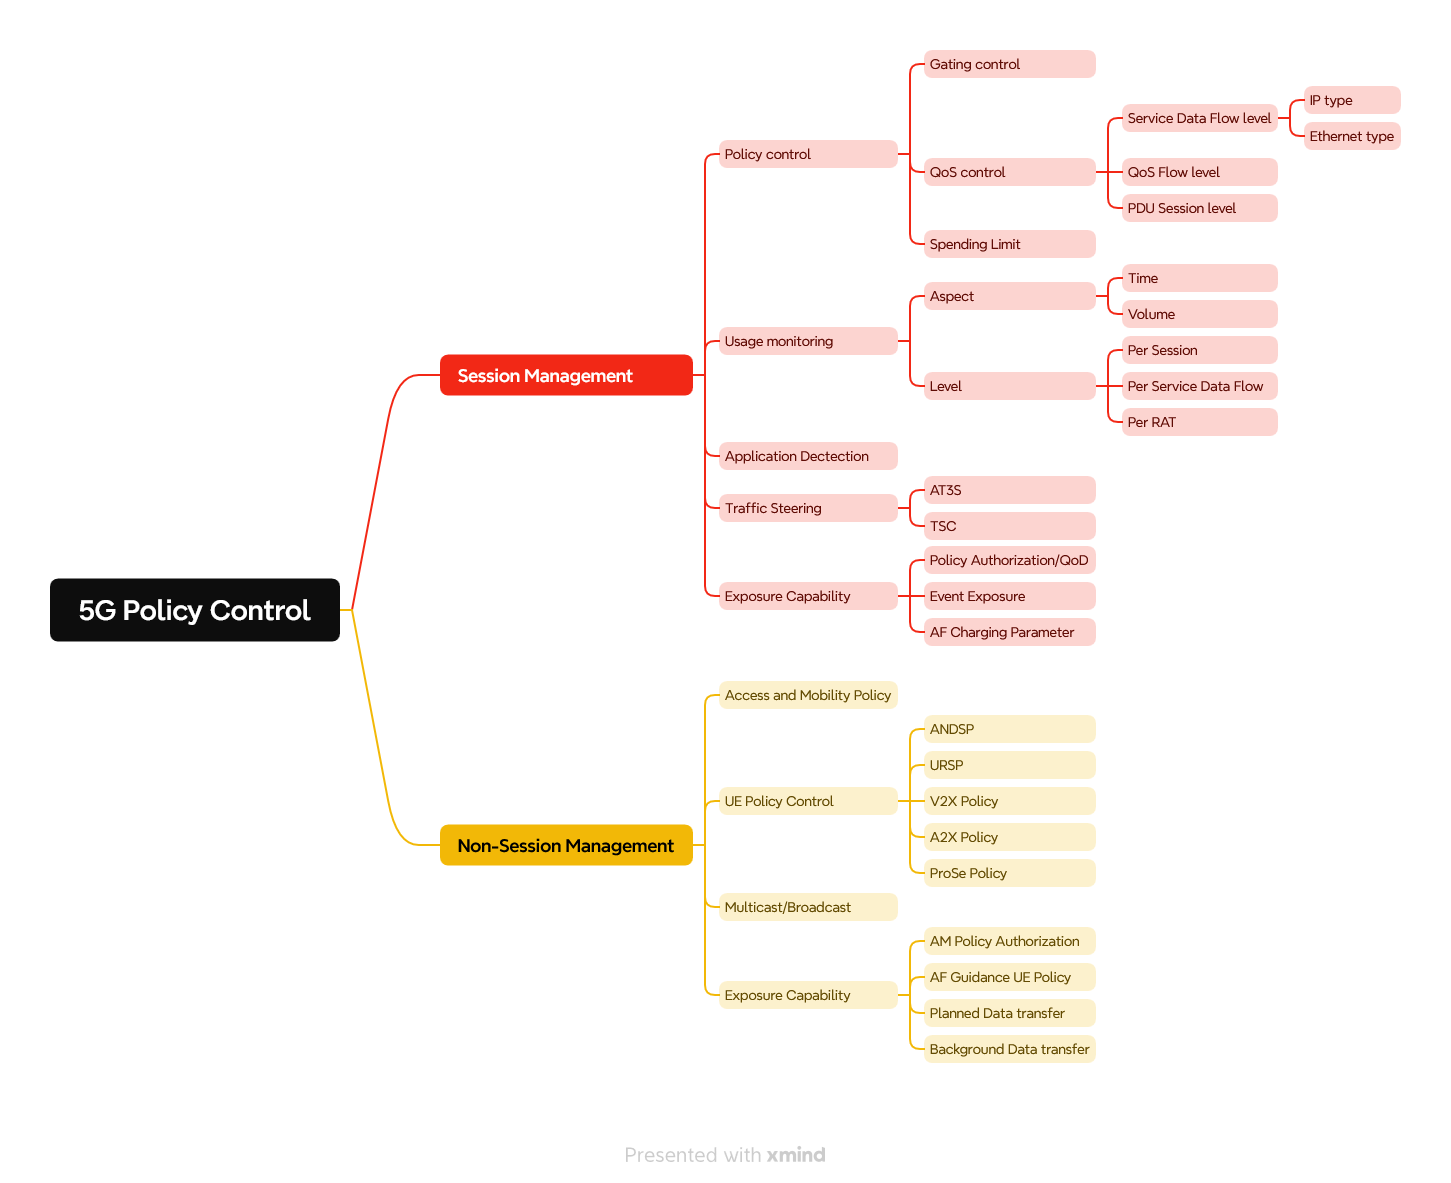 5G Policy Control
Session Management
Policy control
Gating control
QoS control
Service Data Flow level
IP type
Ethernet type
QoS Flow level
PDU Session level
Spending Limit
Usage monitoring
Aspect
Time
Volume
Level
Per Session
Per Service Data Flow
Per RAT
Application Dectection
Traffic Steering
AT3S
TSC
Exposure Capability
Policy Authorization/QoD
Event Exposure
AF Charging Parameter
Non-Session Management
Access and Mobility Policy
UE Policy Control
ANDSP
URSP
V2X Policy
A2X Policy
ProSe Policy
Multicast/Broadcast
Exposure Capability
AM Policy Authorization
AF Guidance UE Policy
Planned Data transfer
Background Data transfer
Presented with xmind